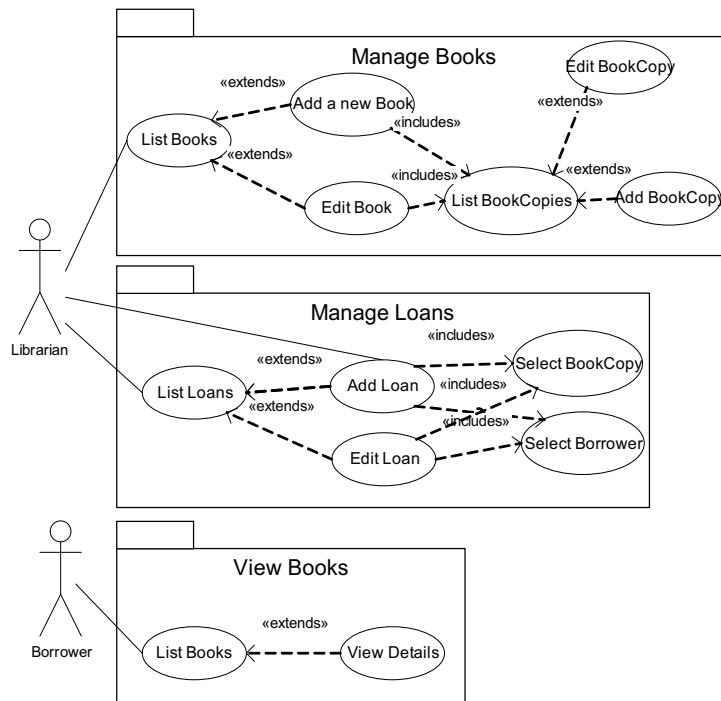 Manage Books
Edit BookCopy
«extends»
«extends»
Add a new Book
«includes»
List Books
«extends»
«includes»
«extends»
Edit Book
List BookCopies
Add BookCopy
Librarian
Manage Loans
«includes»
Select BookCopy
«extends»
Add Loan
«includes»
List Loans
«extends»
«includes»
Select Borrower
Edit Loan
View Books
«extends»
List Books
View Details
Borrower